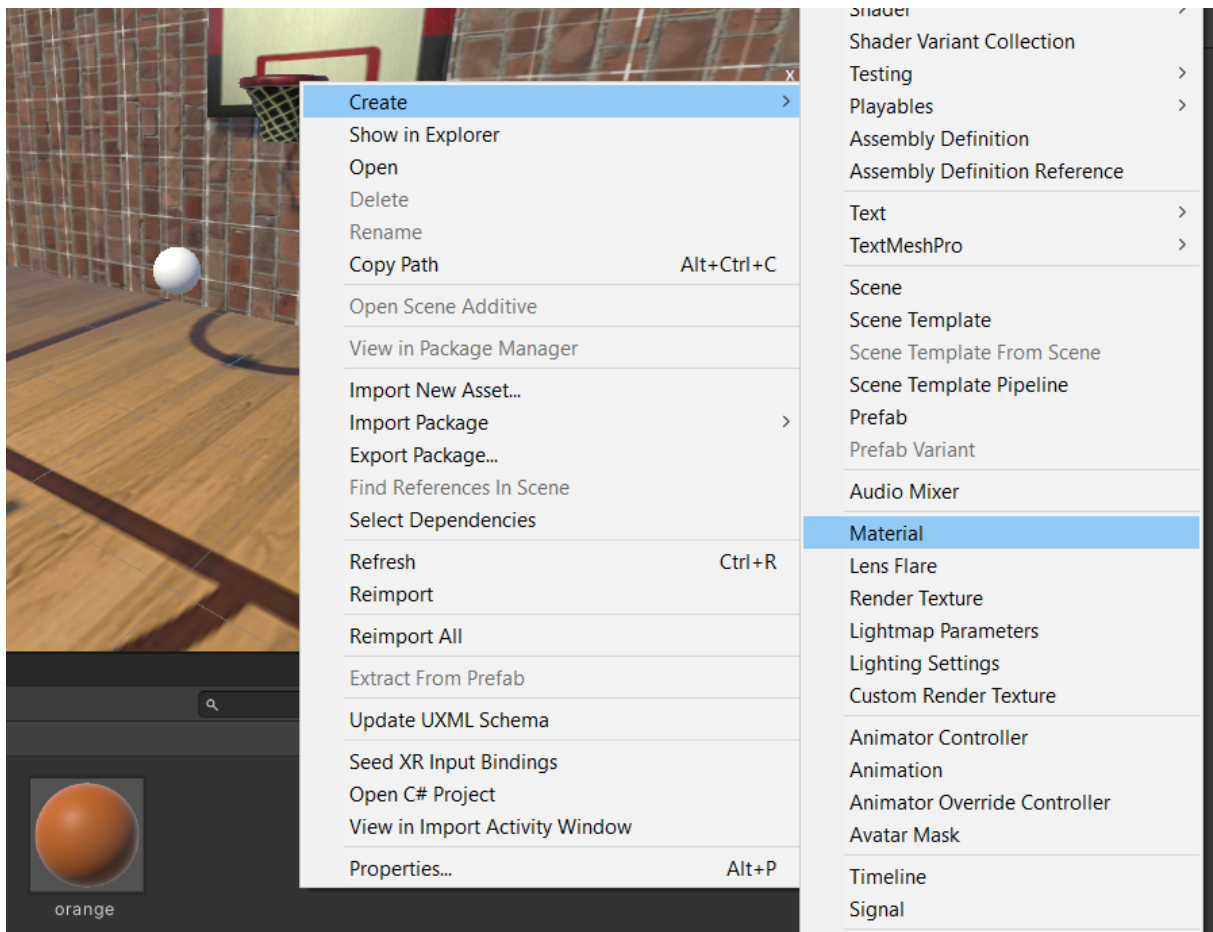 x
Create
Show in Explorer
Open
Delete
Rename
Copy Path Alt+Ctrl+C
Open Scene Additive
View in Package Manager
Import New Asset...
Import Package
Export Package...
Find References In Scene
Select Dependencies
Refresh Ctrl+R
Reimport
Reimport All
Extract From Prefab
Update UXML Schema
Seed XR Input Bindings
Open C# Project
View in Import Activity Window
Properties... Alt+P
Shader
Shader Variant Collection
Testing
Playables
Assembly Definition
Assembly Definition Reference
Text
TextMeshPro
Scene
Scene Template
Scene Template From Scene
Scene Template Pipeline
Prefab
Prefab Variant
Audio Mixer
Material
Lens Flare
Render Texture
Lightmap Parameters
Lighting Settings
Custom Render Texture
Animator Controller
Animation
Animator Override Controller
Avatar Mask
Timeline
Signal
orange